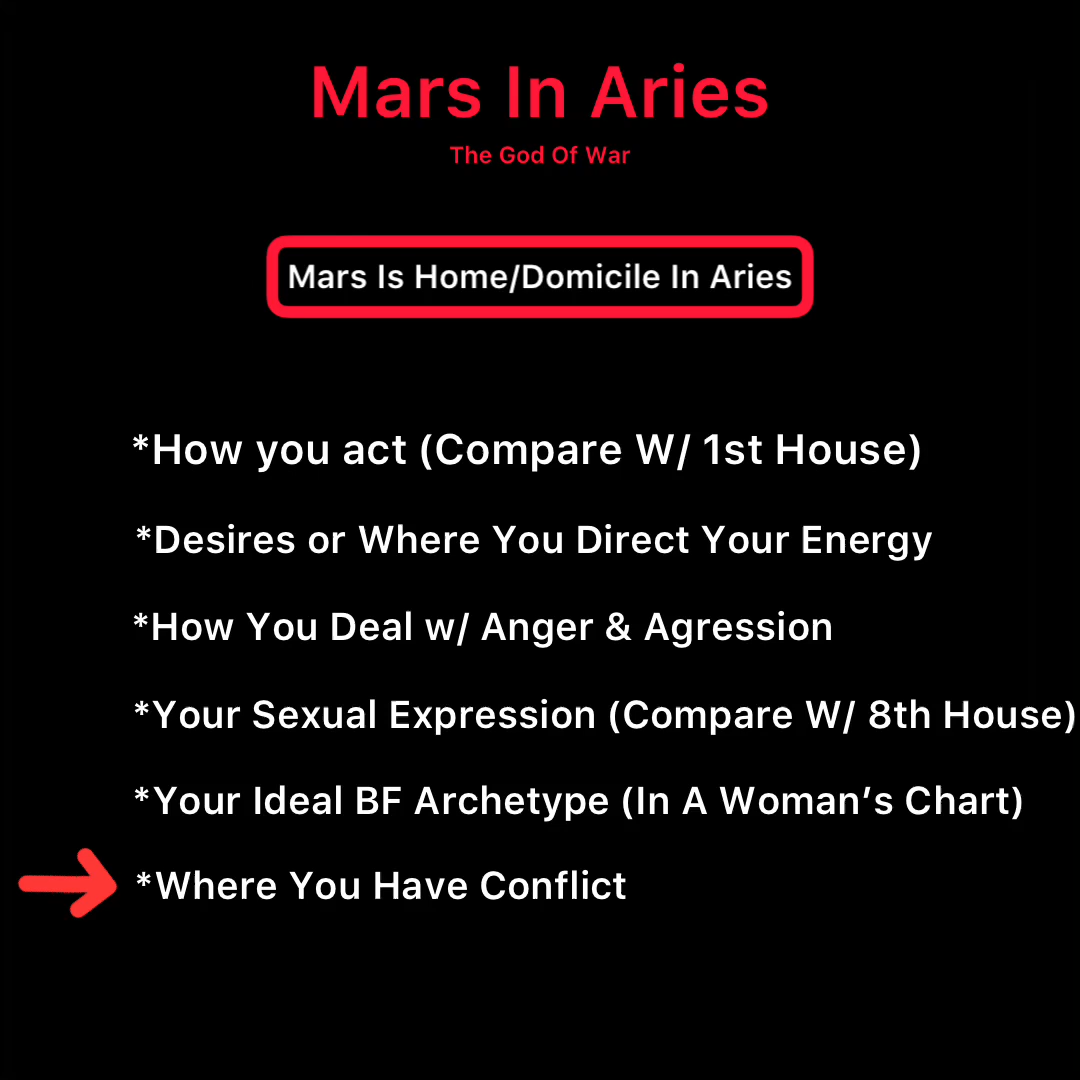 Mars In Aries
The God Of War
Mars Is Home/Domicile In Aries
*How you act (Compare W/ 1st House)
*Desires or Where You Direct Your Energy
*How You Deal w/ Anger & Agression
*Your Sexual Expression (Compare W/ 8th House)
*Your Ideal BF Archetype (In A Woman’s Chart)
*Where You Have Conflict